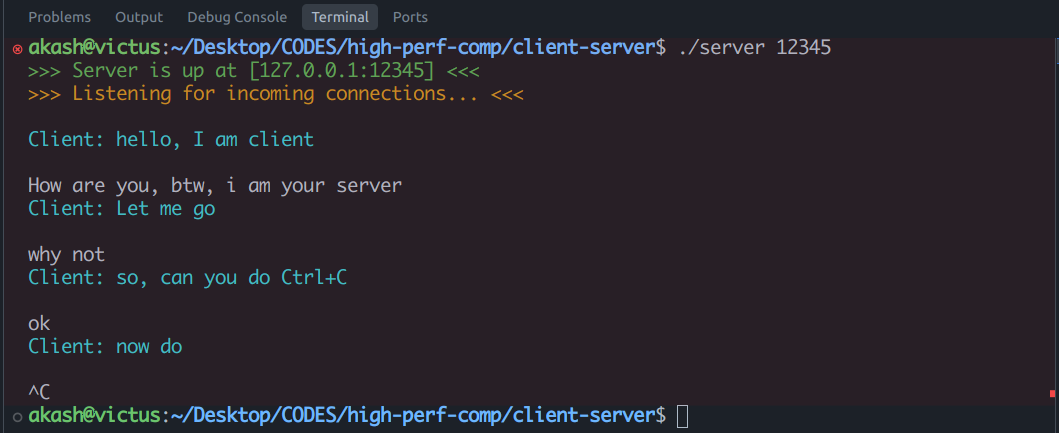 Problems Output Debug Console Terminal Ports
akash@victus:~/Desktop/CODES/high-perf-comp/client-server$ ./server 12345
>>> Server is up at [127.0.0.1:12345] <<<
>>> Listening for incoming connections... <<<
Client: hello, I am client
How are you, btw, i am your server
Client: Let me go
why not
Client: so, can you do Ctrl+C
ok
Client: now do
^C
akash@victus:~/Desktop/CODES/high-perf-comp/client-server$